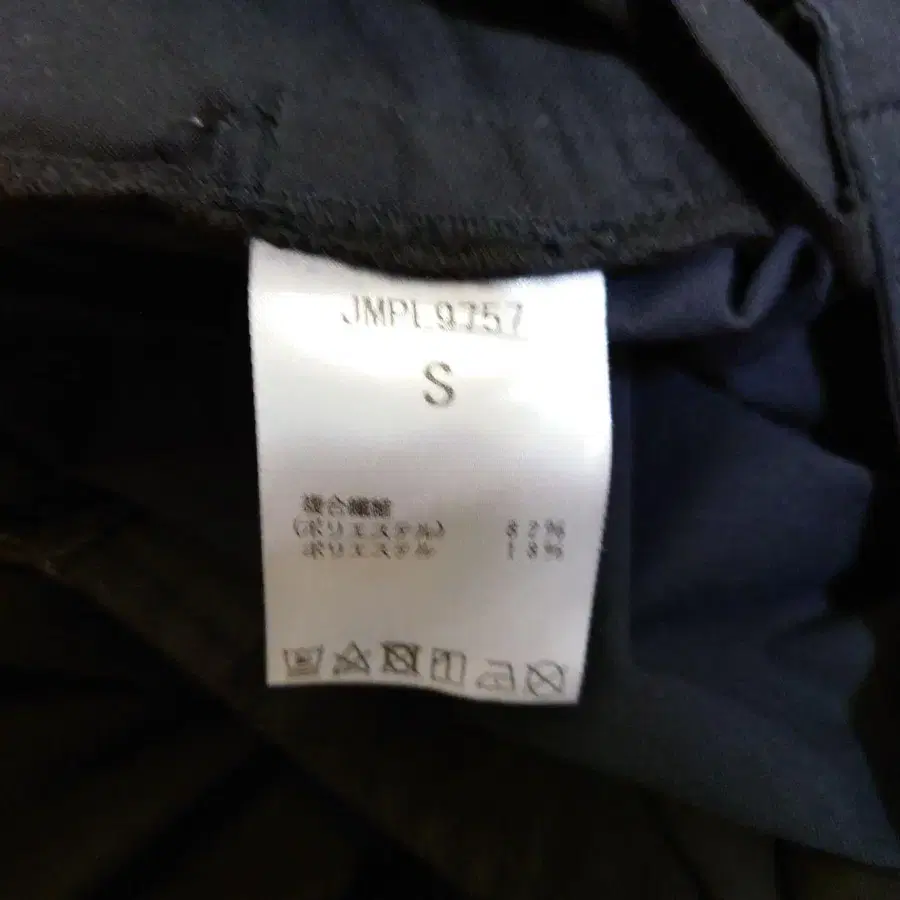 JMPL9757
S
複合繊維
(ポリエステル) 82%
ポリエステル 18%